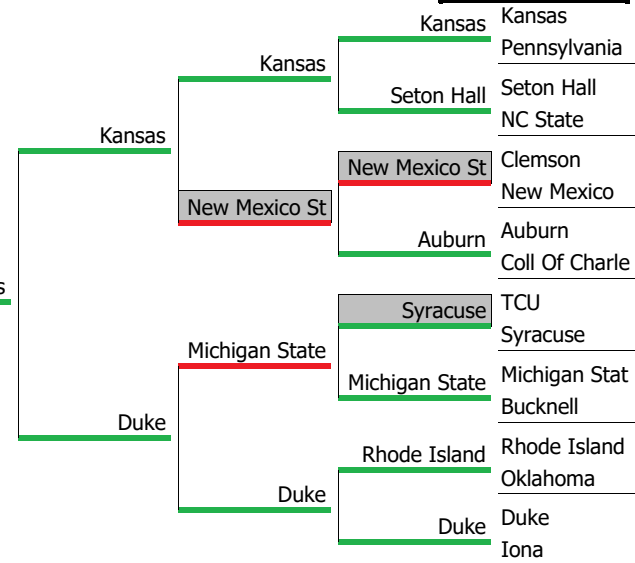 Kansas
Kansas
Pennsylvania
Kansas
Seton Hall
Seton Hall
NC State
Kansas
New Mexico St
Clemson
New Mexico
New Mexico St
Auburn
Auburn
Coll Of Charle
s
Syracuse
TCU
Syracuse
Michigan State
Michigan State
Michigan Stat
Bucknell
Duke
Rhode Island
Rhode Island
Oklahoma
Duke
Duke
Duke
Iona